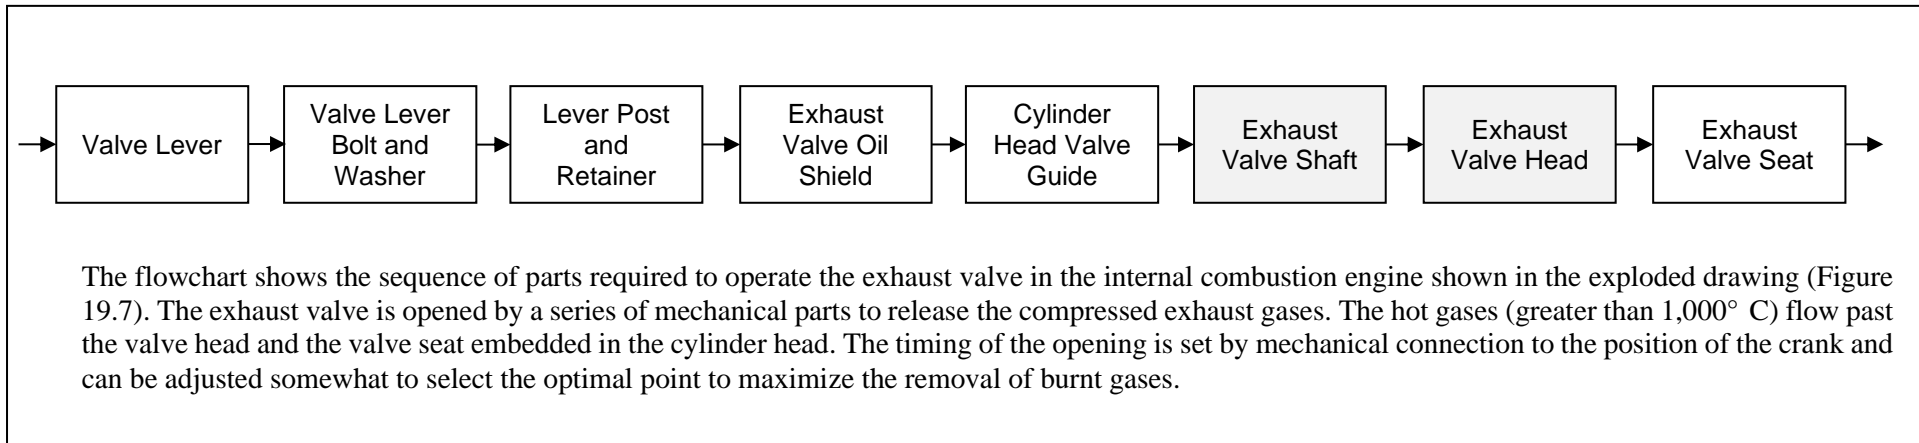 Valve Lever
Valve Lever
Bolt and
Washer
Lever Post
and
Retainer
Exhaust
Valve Oil
Shield
Cylinder
Head Valve
Guide
Exhaust
Valve Shaft
Exhaust
Valve Head
Exhaust
Valve Seat
The flowchart shows the sequence of parts required to operate the exhaust valve in the internal combustion engine shown in the exploded drawing (Figure
19.7). The exhaust valve is opened by a series of mechanical parts to release the compressed exhaust gases. The hot gases (greater than 1,000° C) flow past
the valve head and the valve seat embedded in the cylinder head. The timing of the opening is set by mechanical connection to the position of the crank and
can be adjusted somewhat to select the optimal point to maximize the removal of burnt gases.